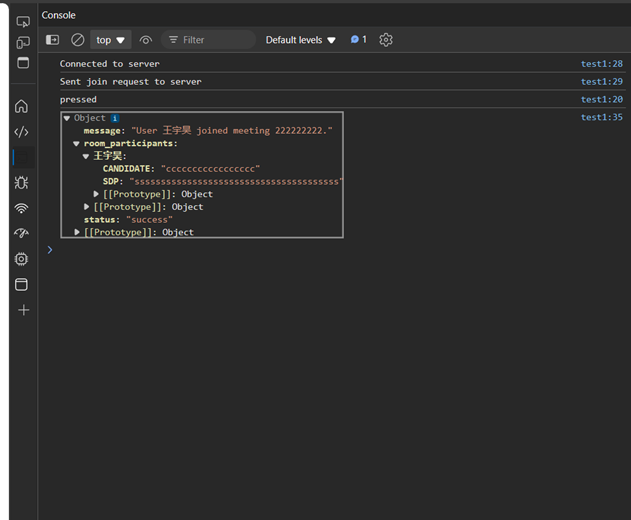 Console
top
Filter
Default levels
1
Connected to server test1:28
Sent join request to server test1:29
pressed test1:20
Object i test1:35
message: "User 王宇昊 joined meeting 222222222."
room_participants:
王宇昊:
CANDIDATE: "ccccccccccccccccc"
SDP: "sssssssssssssssssssssssssssssssssssssss"
[[Prototype]]: Object
[[Prototype]]: Object
status: "success"
[[Prototype]]: Object